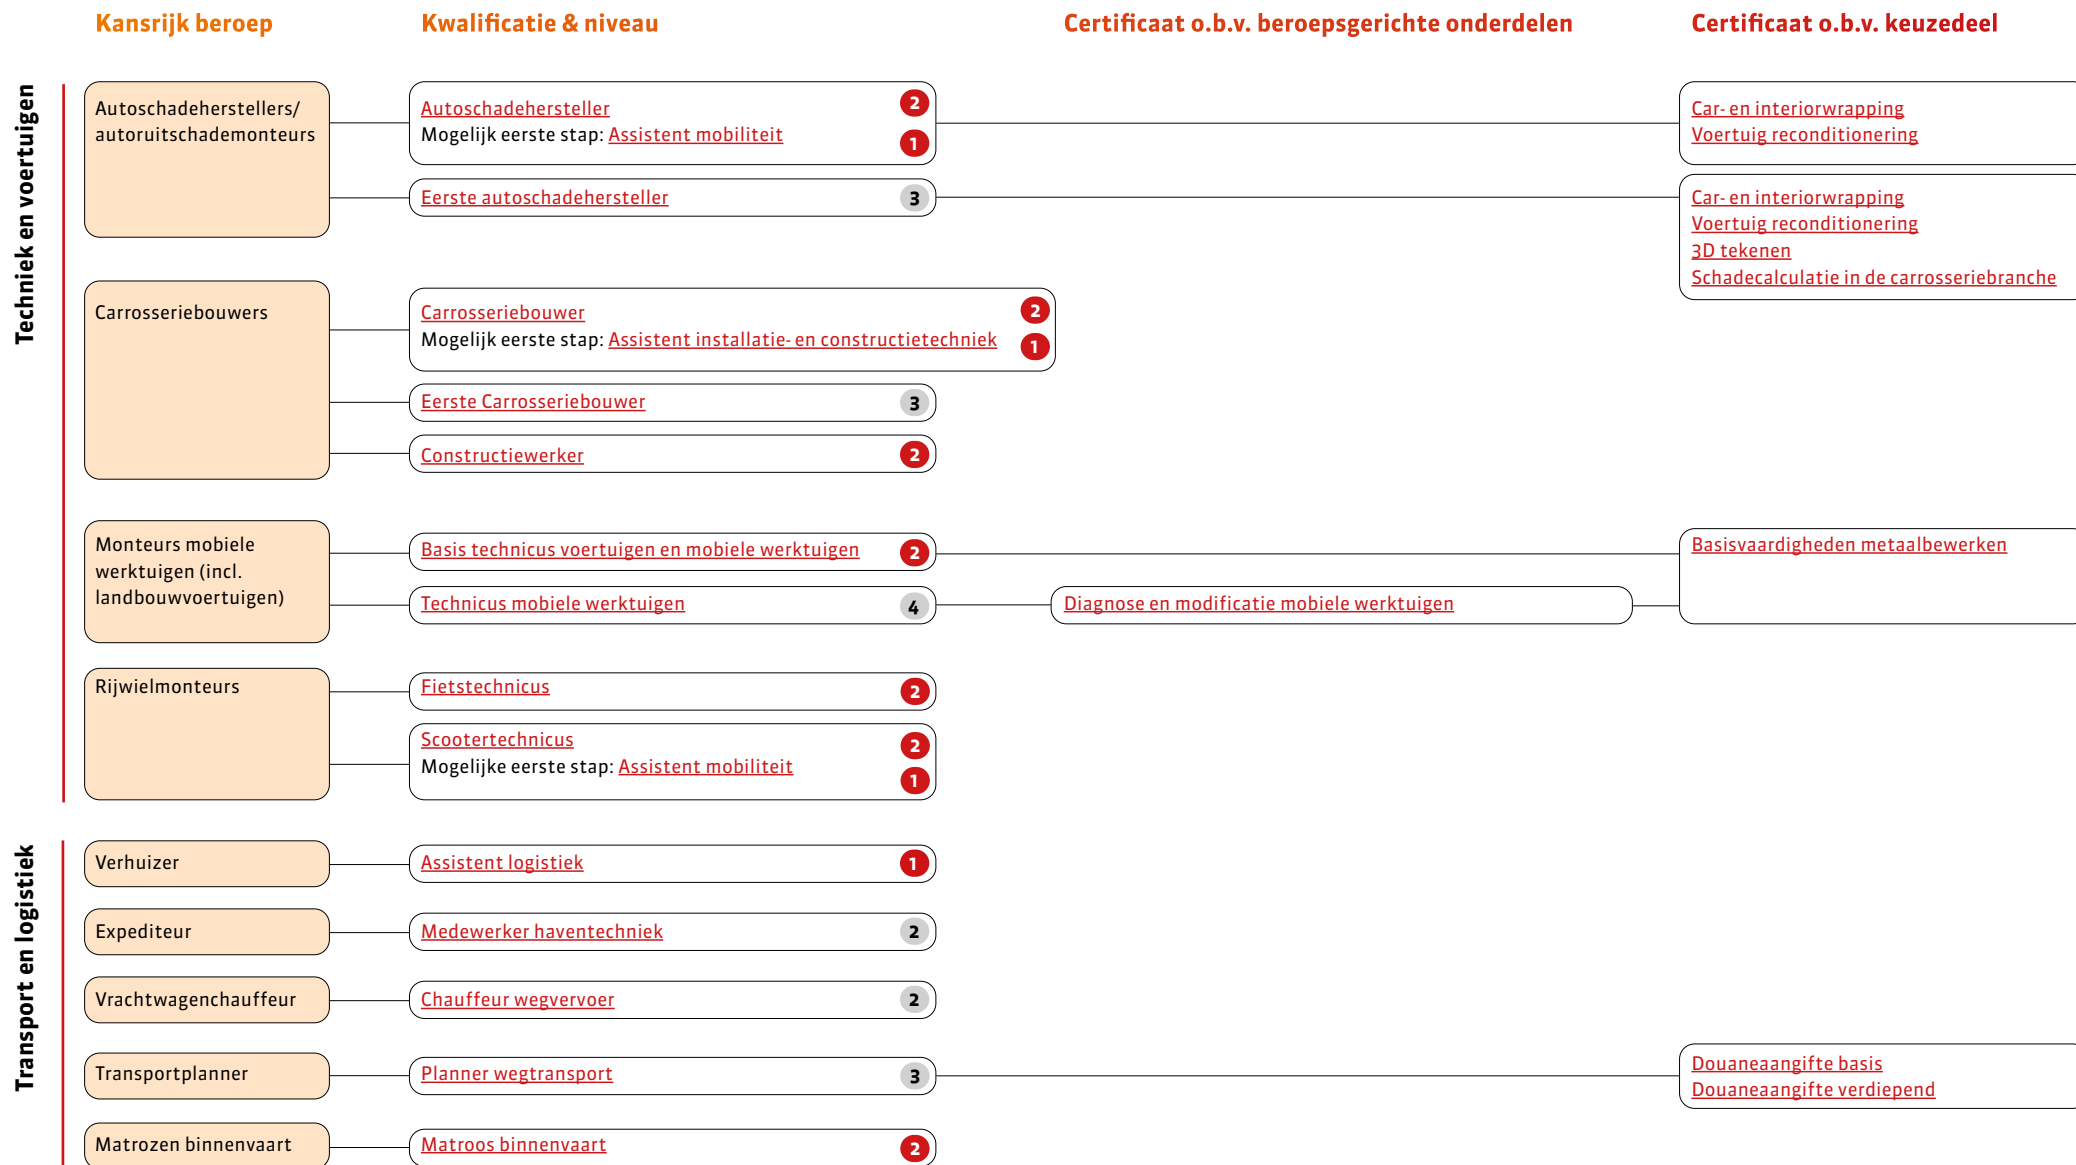 Kansrijk beroep
Kwalificatie & niveau
Certificaat o.b.v. beroepsgerichte onderdelen
Certificaat o.b.v. keuzedeel
Techniek en voertuigen
Autoschadeherstellers/
autoruitschademonteurs
Autoschadehersteller 2
Mogelijk eerste stap: Assistent mobiliteit 1
Car- en interiorwrapping
Voertuig reconditionering
Eerste autoschadehersteller 3
Car- en interiorwrapping
Voertuig reconditionering
3D tekenen
Schadecalculatie in de carrosseriebranche
Carrosseriebouwers
Carrosseriebouwer 2
Mogelijk eerste stap: Assistent installatie- en constructietechniek 1
Eerste Carrosseriebouwer 3
Constructiewerker 2
Monteurs mobiele
werktuigen (incl.
landbouwvoertuigen)
Basis technicus voertuigen en mobiele werktuigen 2
Basisvaardigheden metaalbewerken
Technicus mobiele werktuigen 4
Diagnose en modificatie mobiele werktuigen
Rijwielmonteurs
Fietstechnicus 2
Scootertechnicus 2
Mogelijke eerste stap: Assistent mobiliteit 1
Transport en logistiek
Verhuizer
Assistent logistiek 1
Expediteur
Medewerker haventechniek 2
Vrachtwagenchauffeur
Chauffeur wegvervoer 2
Transportplanner
Planner wegtransport 3
Douaneaangifte basis
Douaneaangifte verdiepend
Matrozen binnenvaart
Matroos binnenvaart 2